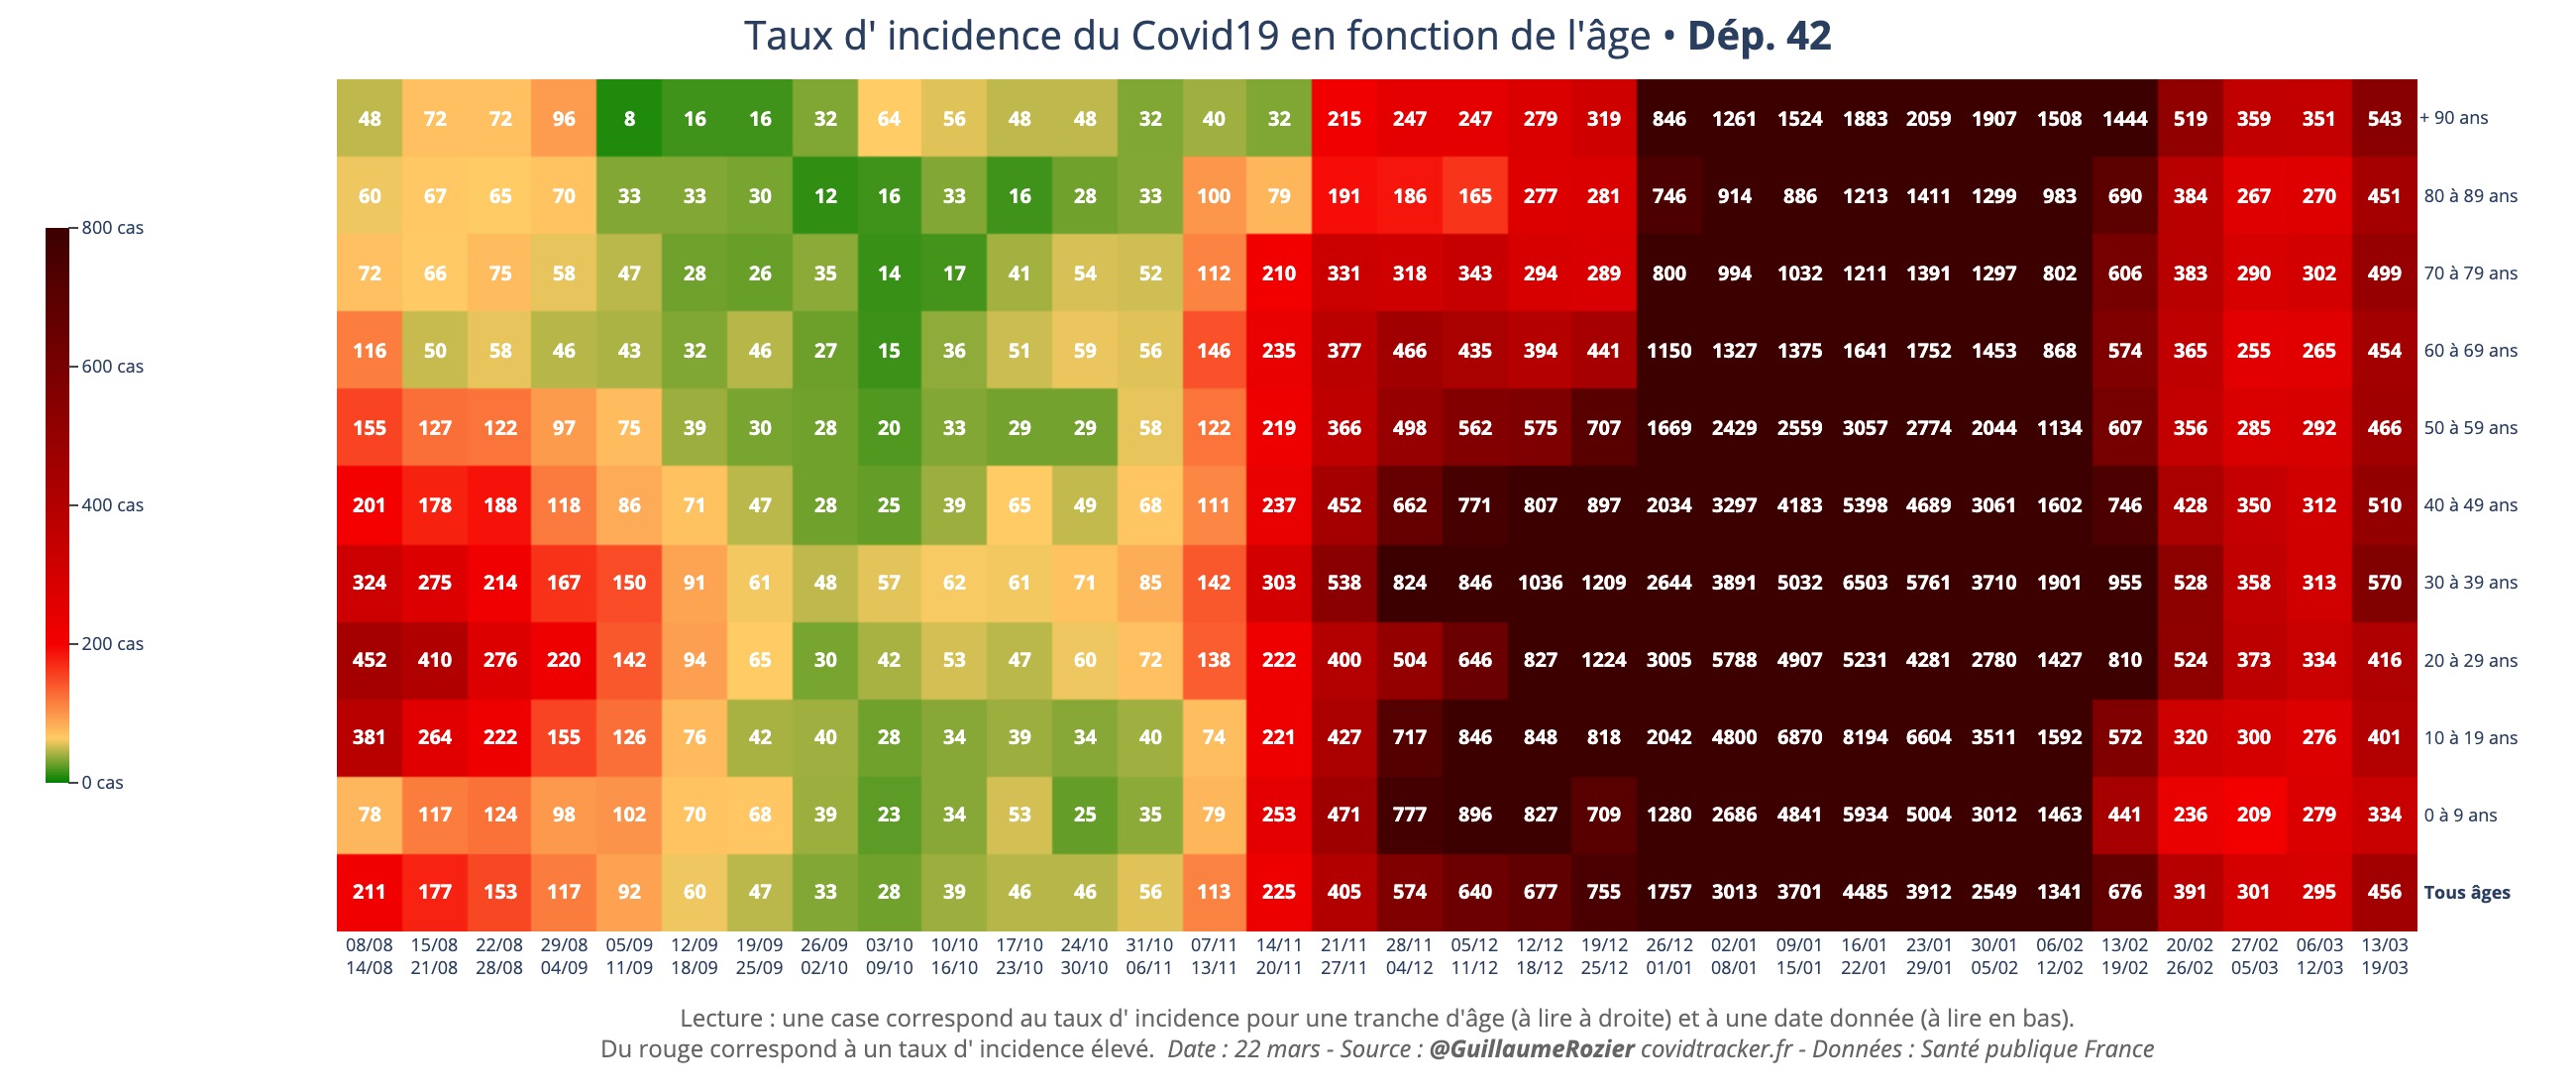 Taux d' incidence du Covid19 en fonction de l'âge • Dép. 42
800 cas
600 cas
400 cas
200 cas
0 cas
48 72 72 96 8 16 16 32 64 56 48 48 32 40 32 215 247 247 279 319 846 1261 1524 1883 2059 1907 1508 1444 519 359 351 543 + 90 ans
60 67 65 70 33 33 30 12 16 33 16 28 33 100 79 191 186 165 277 281 746 914 886 1213 1411 1299 983 690 384 267 270 451 80 à 89 ans
72 66 75 58 47 28 26 35 14 17 41 54 52 112 210 331 318 343 294 289 800 994 1032 1211 1391 1297 802 606 383 290 302 499 70 à 79 ans
116 50 58 46 43 32 46 27 15 36 51 59 56 146 235 377 466 435 394 441 1150 1327 1375 1641 1752 1453 868 574 365 255 265 454 60 à 69 ans
155 127 122 97 75 39 30 28 20 33 29 29 58 122 219 366 498 562 575 707 1669 2429 2559 3057 2774 2044 1134 607 356 285 292 466 50 à 59 ans
201 178 188 118 86 71 47 28 25 39 65 49 68 111 237 452 662 771 807 897 2034 3297 4183 5398 4689 3061 1602 746 428 350 312 510 40 à 49 ans
324 275 214 167 150 91 61 48 57 62 61 71 85 142 303 538 824 846 1036 1209 2644 3891 5032 6503 5761 3710 1901 955 528 358 313 570 30 à 39 ans
452 410 276 220 142 94 65 30 42 53 47 60 72 138 222 400 504 646 827 1224 3005 5788 4907 5231 4281 2780 1427 810 524 373 334 416 20 à 29 ans
381 264 222 155 126 76 42 40 28 34 39 34 40 74 221 427 717 846 848 818 2042 4800 6870 8194 6604 3511 1592 572 320 300 276 401 10 à 19 ans
78 117 124 98 102 70 68 39 23 34 53 25 35 79 253 471 777 896 827 709 1280 2686 4841 5934 5004 3012 1463 441 236 209 279 334 0 à 9 ans
211 177 153 117 92 60 47 33 28 39 46 46 56 113 225 405 574 640 677 755 1757 3013 3701 4485 3912 2549 1341 676 391 301 295 456 Tous âges
08/08 15/08 22/08 29/08 05/09 12/09 19/09 26/09 03/10 10/10 17/10 24/10 31/10 07/11 14/11 21/11 28/11 05/12 12/12 19/12 26/12 02/01 09/01 16/01 23/01 30/01 06/02 13/02 20/02 27/02 06/03 13/03
14/08 21/08 28/08 04/09 11/09 18/09 25/09 02/10 09/10 16/10 23/10 30/10 06/11 13/11 20/11 27/11 04/12 11/12 18/12 25/12 01/01 08/01 15/01 22/01 29/01 05/02 12/02 19/02 26/02 05/03 12/03 19/03
Lecture : une case correspond au taux d' incidence pour une tranche d'âge (à lire à droite) et à une date donnée (à lire en bas).
Du rouge correspond à un taux d' incidence élevé. Date : 22 mars - Source : @GuillaumeRozier covidtracker.fr - Données : Santé publique France